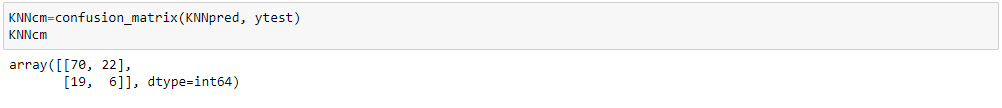 KNNcm=confusion_matrix(KNNpred, ytest)
KNNcm
array([[70, 22],
       [19,  6]], dtype=int64)